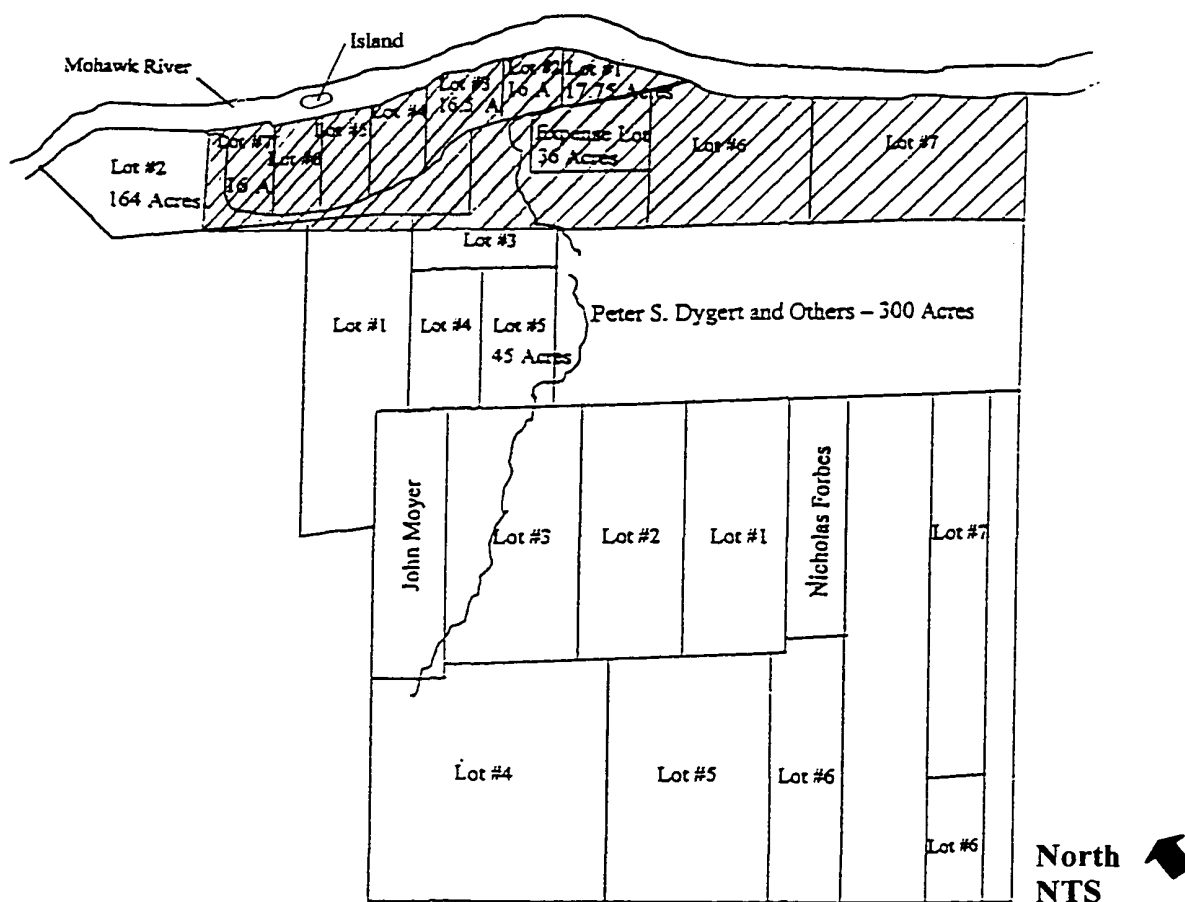 Island
Mohawk River
Lot #2
16 A
Lot #1
17.75 Acres
Lot #3
16.5 A
Lot #4
Lot #5
Lot #7
Lot #6
16 A
Lot #2
164 Acres
Expense Lot
36 Acres
Lot #6
Lot #7
Lot #3
Lot #1
Lot #4
Lot #5
45 Acres
Peter S. Dygert and Others – 300 Acres
John Moyer
Lot #3
Lot #2
Lot #1
Nicholas Forbes
Lot #7
Lot #4
Lot #5
Lot #6
Lot #6
North
NTS